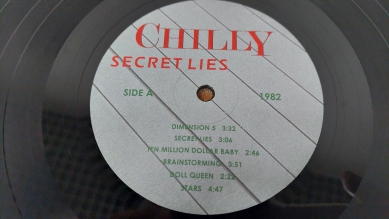 CHILLY
SECRET LIES
SIDE A 1982
DIMENSION 5 3:32
SECRET LIES 3:06
TEN MILLION DOLLAR BABY 2:46
BRAINSTORMING 3:51
DOLL QUEEN 2:22
STARS 4:47